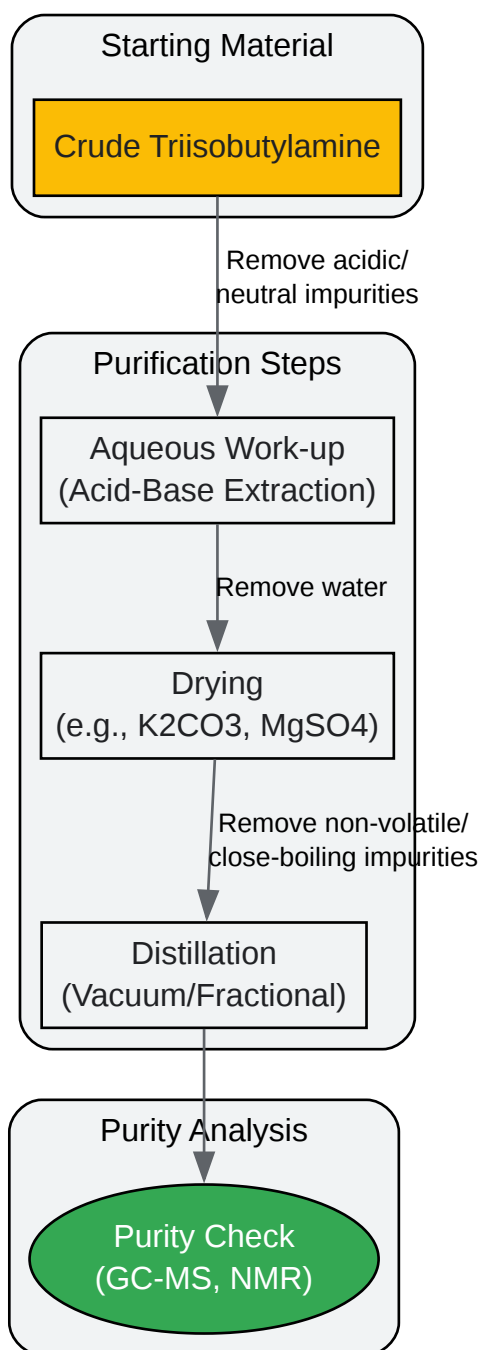 Starting Material
Crude Triisobutylamine
Remove acidic/
neutral impurities
Purification Steps
Aqueous Work-up
(Acid-Base Extraction)
Remove water
Drying
(e.g., K2CO3, MgSO4)
Remove non-volatile/
close-boiling impurities
Distillation
(Vacuum/Fractional)
Purity Analysis
Purity Check
(GC-MS, NMR)